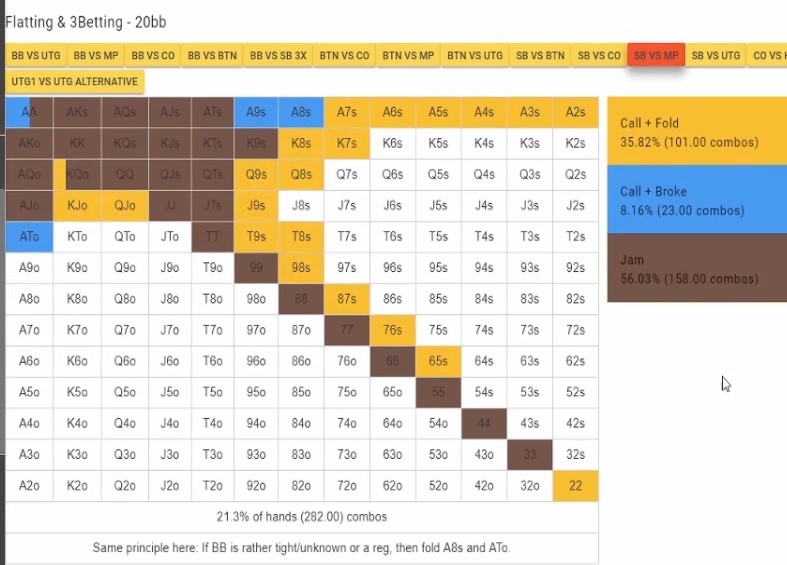 Flatting & 3Betting - 20bb
BB VS UTG BB VS MP BB VS CO BB VS BTN BB VS SB 3X BTN VS CO BTN VS MP BTN VS UTG SB VS BTN SB VS CO SB VS MP SB VS UTG CO VS
UTG1 VS UTG ALTERNATIVE
AA AKs AQs AJs ATs A9s A8s A7s A6s A5s A4s A3s A2s
AKo KK KQs KJs KTs K9s K8s K7s K6s K5s K4s K3s K2s
AQo KQo QQ QJs QTs Q9s Q8s Q7s Q6s Q5s Q4s Q3s Q2s
AJo KJo QJo JJ JTs J9s J8s J7s J6s J5s J4s J3s J2s
ATo KTo QTo JTo TT T9s T8s T7s T6s T5s T4s T3s T2s
A9o K9o Q9o J9o T9o 99 98s 97s 96s 95s 94s 93s 92s
A8o K8o Q8o J8o T8o 98o 88 87s 86s 85s 84s 83s 82s
A7o K7o Q7o J7o T7o 97o 87o 77 76s 75s 74s 73s 72s
A6o K6o Q6o J6o T6o 96o 86o 76o 66 65s 64s 63s 62s
A5o K5o Q5o J5o T5o 95o 85o 75o 65o 55 54s 53s 52s
A4o K4o Q4o J4o T4o 94o 84o 74o 64o 54o 44 43s 42s
A3o K3o Q3o J3o T3o 93o 83o 73o 63o 53o 43o 33 32s
A2o K2o Q2o J2o T2o 92o 82o 72o 62o 52o 42o 32o 22
21.3% of hands (282.00) combos
Same principle here: If BB is rather tight/unknown or a reg, then fold A8s and ATo.
Call + Fold
35.82% (101.00 combos)
Call + Broke
8.16% (23.00 combos)
Jam
56.03% (158.00 combos)